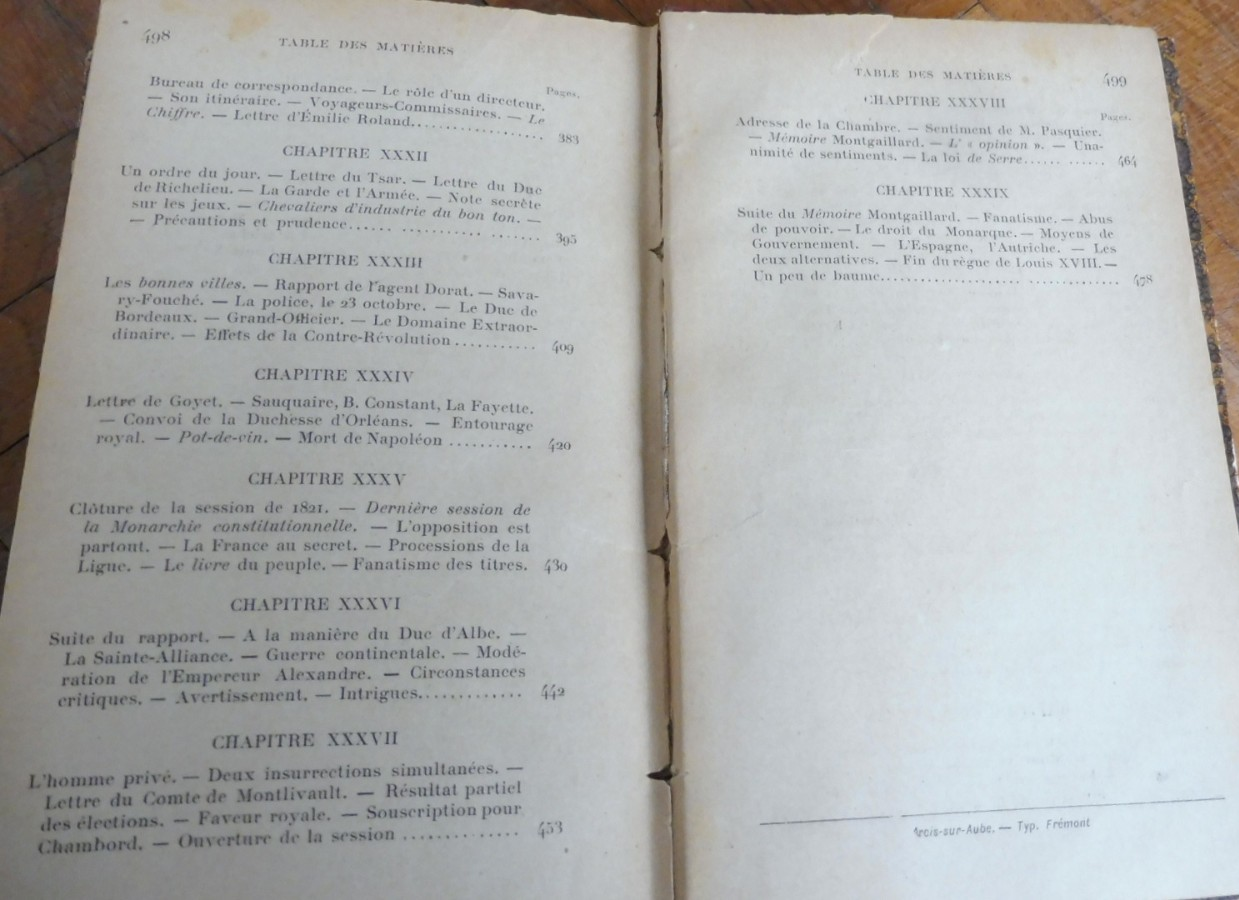 498
TABLE DES MATIÈRES
Pages.
Bureau de correspondance. — Le rôle d'un directeur.
— Son itinéraire. — Voyageurs-Commissaires. — Le
Chiffre. — Lettre d'Émilie Roland................. 383
CHAPITRE XXXII
Un ordre du jour. — Lettre du Tsar. — Lettre du Duc
de Richelieu. — La Garde et l'Armée. — Note secrète
sur les jeux. — Chevaliers d'industrie du bon ton. —
— Précautions et prudence...... ........... ....... 395
CHAPITRE XXXIII
Les bonnes villes. — Rapport de l'agent Dorat. — Sava-
ry-Fouché. — La police, le 23 octobre. — Le Duc de
Bordeaux. — Grand-Officier. — Le Domaine Extraor-
dinaire. — Effets de la Contre-Révolution........... 409
CHAPITRE XXXIV
Lettre de Goyet. — Sauquaire, B. Constant, La Fayette.
— Convoi de la Duchesse d'Orléans. — Entourage
royal. — Pot-de-vin. — Mort de Napoléon ........... 420
CHAPITRE XXXV
Clôture de la session de 1821. — Dernière session de
la Monarchie constitutionnelle. — L'opposition est
partout. — La France au secret. — Processions de la
Ligue. — Le livre du peuple. — Fanatisme des titres. 430
CHAPITRE XXXVI
Suite du rapport. — A la manière du Duc d'Albe. —
La Sainte-Alliance. — Guerre continentale. — Modé-
ration de l'Empereur Alexandre. — Circonstances
critiques. — Avertissement. — Intrigues............. 442
CHAPITRE XXXVII
L'homme privé. — Deux insurrections simultanées. —
Lettre du Comte de Montlivault. — Résultat partiel
des élections. — Faveur royale. — Souscription pour
Chambord. — Ouverture de la session ............... 453
TABLE DES MATIÈRES
499
CHAPITRE XXXVIII
Pages.
Adresse de la Chambre. — Sentiment de M. Pasquier.
— Mémoire Montgaillard. — L' « opinion ». — Una-
nimité de sentiments. — La loi de Serre...... ...... 464
CHAPITRE XXXIX
Suite du Mémoire Montgaillard. — Fanatisme. — Abus
de pouvoir. — Le droit du Monarque. — Moyens de
Gouvernement. — L'Espagne, l'Autriche. — Les
deux alternatives. — Fin du règne de Louis XVIII. —
Un peu de baume.................... ............. 478
Arcis-sur-Aube. — Typ. Frémont